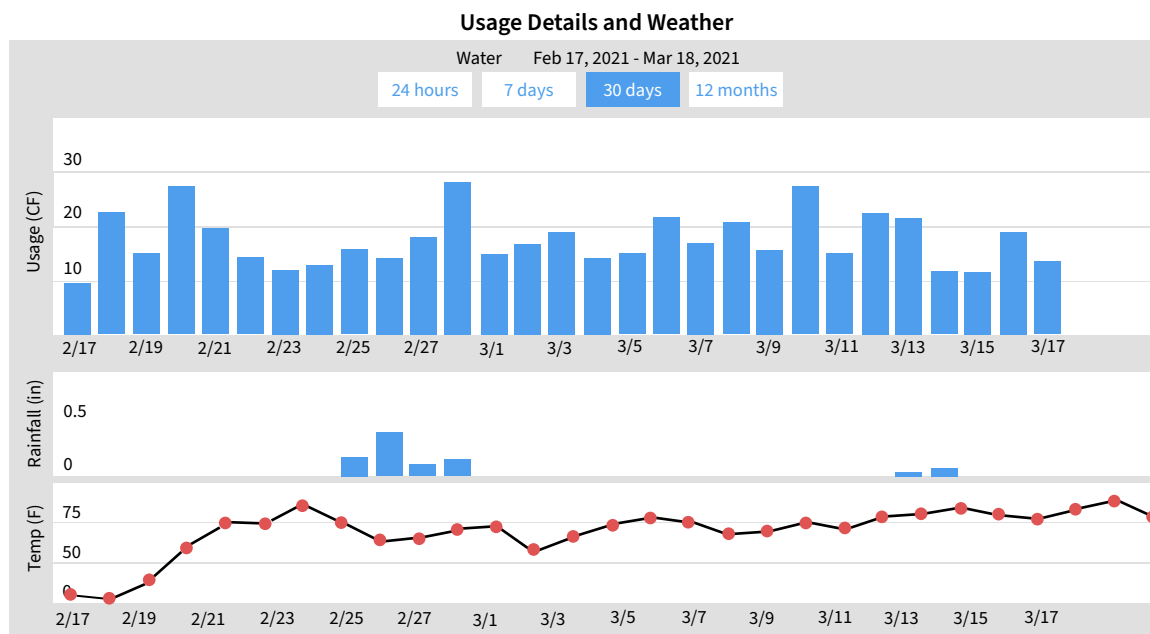 Usage Details and Weather
Water Feb 17, 2021 - Mar 18, 2021
24 hours 7 days 30 days 12 months
Usage (CF)
30
20
10
2/17 2/19 2/21 2/23 2/25 2/27 3/1 3/3 3/5 3/7 3/9 3/11 3/13 3/15 3/17
Rainfall (in)
0.5
0
Temp (F)
75
50
0
2/17 2/19 2/21 2/23 2/25 2/27 3/1 3/3 3/5 3/7 3/9 3/11 3/13 3/15 3/17